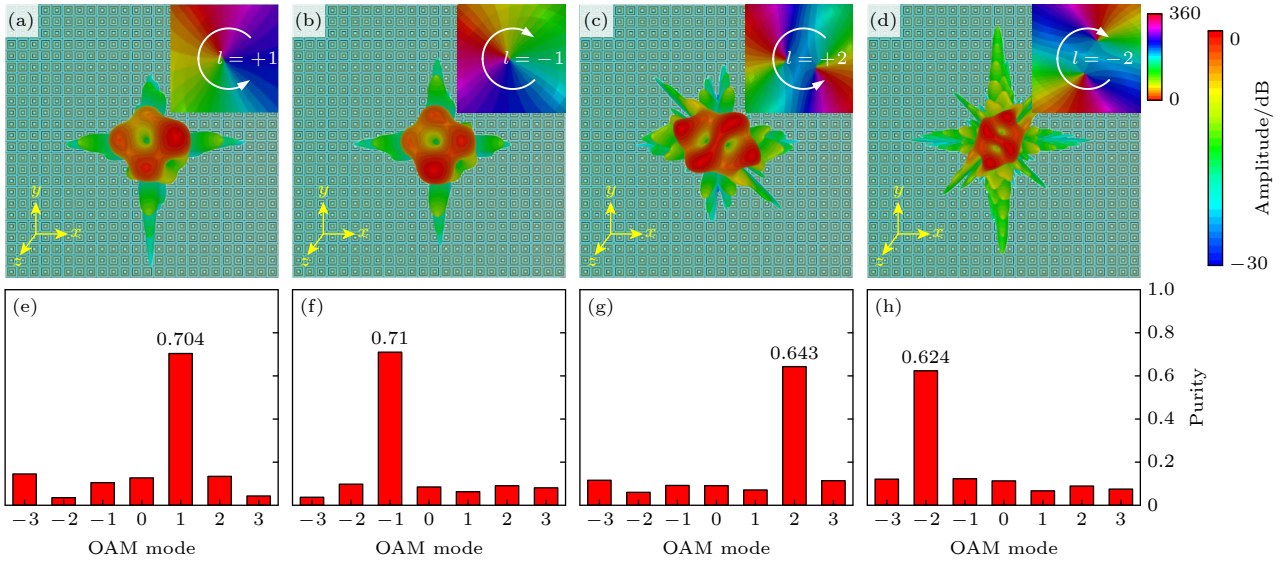 (a)
l = +1
(b)
l = −1
(c)
l = +2
(d)
l = −2
360
0
0
−30
Amplitude/dB
y
x
z
y
x
z
y
x
z
y
x
z
(e)
0.704
−3 −2 −1 0 1 2 3
OAM mode
(f)
0.71
−3 −2 −1 0 1 2 3
OAM mode
(g)
0.643
−3 −2 −1 0 1 2 3
OAM mode
(h)
0.624
−3 −2 −1 0 1 2 3
OAM mode
1.0
0.8
0.6
0.4
0.2
0
Purity